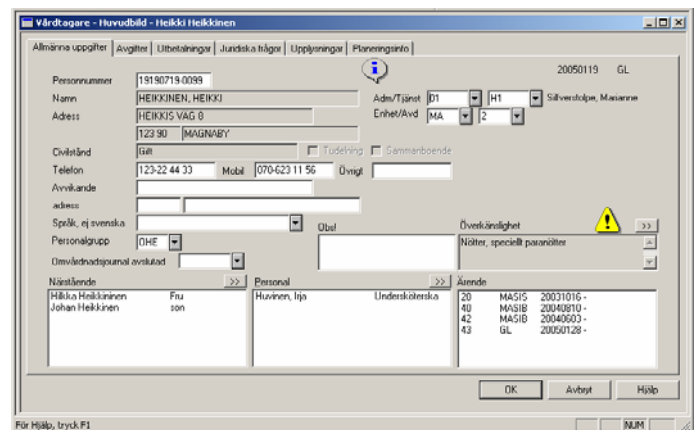 Vårdtagare - Huvudbild - Heikki Heikkinen
Allmänna uppgifter Avgifter Utbetalningar Juridiska frågor Upplysningar Planeringsinfo
20050119 GL
Personnummer 19190719-0099
Namn HEIKKINEN, HEIKKI Adm/Tjänst 01 H1 Silfverstolpe, Marianne
Adress HEIKKIS VÄG 8 Enhet/Avd MA 2
123 90 MAGNABY
Civilstånd Gift Tudelning Sammanboende
Telefon 123-22 44 33 Mobil 070-623 11 56 Övrigt
Avvikande
adress
Språk, ej svenska Obs! Överkänslighet >>
Personalgrupp OHE Nötter, speciellt paranötter
Omvårdnadsjournal avslutad
Närstående >> Personal >> Ärende
Hilkka Heikkininen Fru Huvinen, Irja Undersköterska 20 MASIS 20031016 -
Johan Heikkinen son 40 MASIB 20040810 -
42 MASIB 20040603 -
43 GL 20050128 -
OK Avbryt Hjälp
För Hjälp, tryck F1 NUM